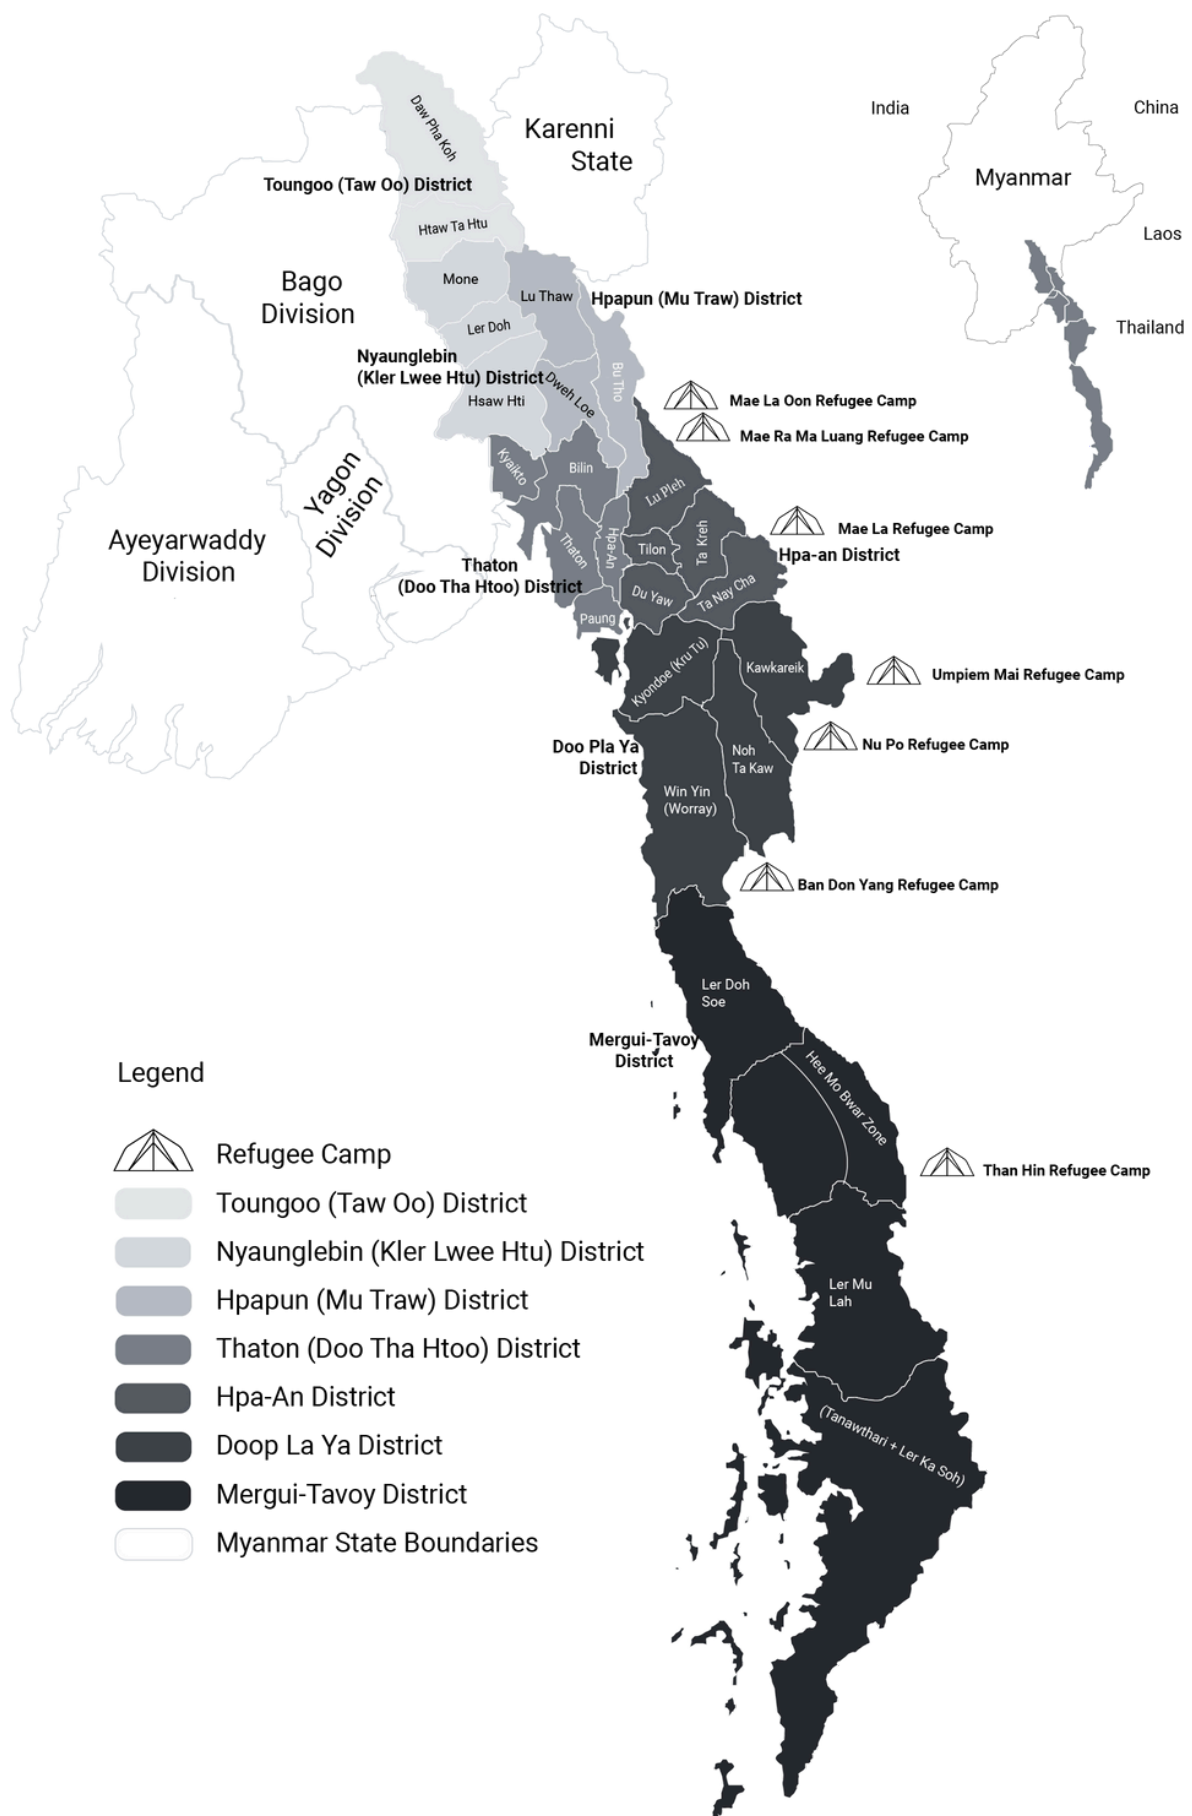 India
China
Myanmar
Laos
Thailand
Karenni
State
Daw Pha Koh
Toungoo (Taw Oo) District
Htaw Ta Htu
Bago
Division
Mone
Lu Thaw
Hpapun (Mu Traw) District
Ler Doh
Nyaunglebin
(Kler Lwee Htu) District
Hsaw Hti
Dweh Loe
Bu Tho
Mae La Oon Refugee Camp
Mae Ra Ma Luang Refugee Camp
Kyaikto
Bilin
Lu Pleh
Yagon
Division
Ayeyarwaddy
Division
Mae La Refugee Camp
Hpa-an District
Thaton
Hpa-An
Tilon
Ta Kreh
Thaton
(Doo Tha Htoo) District
Du Yaw
Ta Nay Cha
Paung
Kyondoe (Kru Tu)
Kawkareik
Umpiem Mai Refugee Camp
Nu Po Refugee Camp
Doo Pla Ya
District
Noh
Ta Kaw
Win Yin
(Worray)
Ban Don Yang Refugee Camp
Ler Doh
Soe
Mergui-Tavoy
District
Hee Mo Bwar Zone
Than Hin Refugee Camp
Ler Mu
Lah
(Tanawthari + Ler Ka Soh)
Legend
Refugee Camp
Toungoo (Taw Oo) District
Nyaunglebin (Kler Lwee Htu) District
Hpapun (Mu Traw) District
Thaton (Doo Tha Htoo) District
Hpa-An District
Doop La Ya District
Mergui-Tavoy District
Myanmar State Boundaries